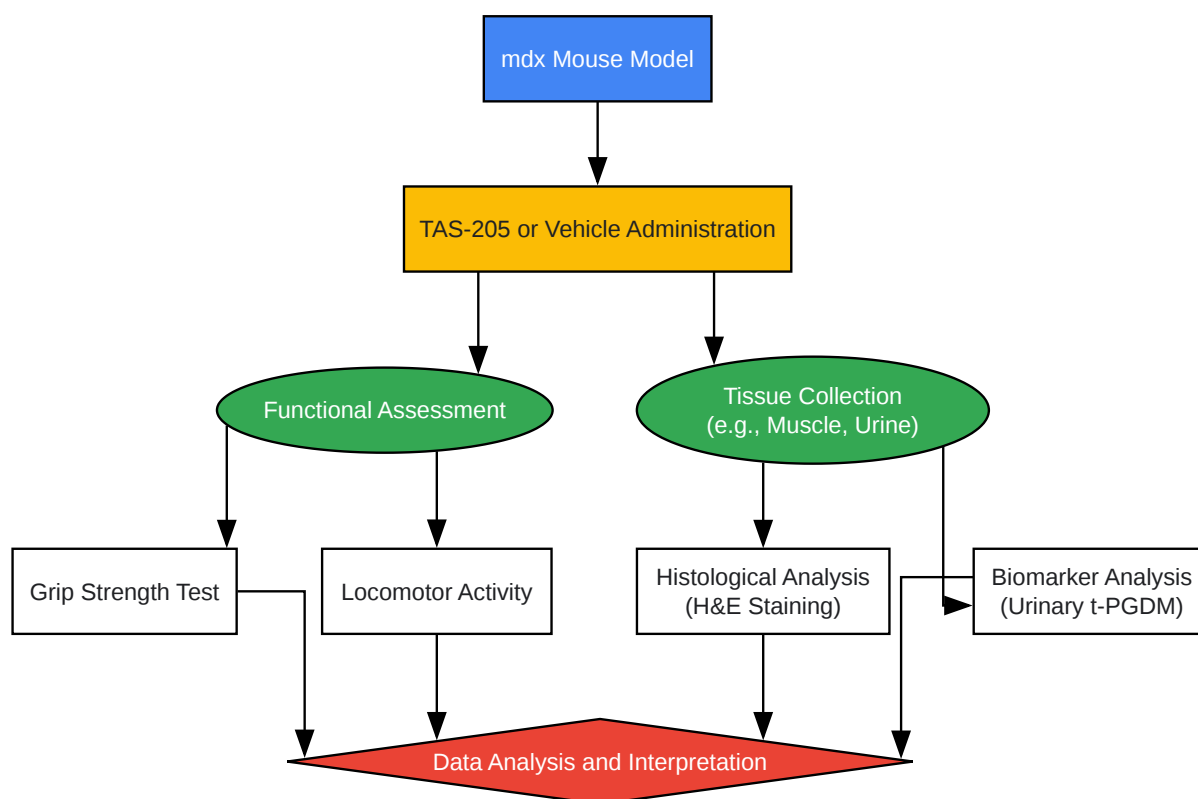 mdx Mouse Model
TAS-205 or Vehicle Administration
Functional Assessment
Tissue Collection
(e.g., Muscle, Urine)
Grip Strength Test
Locomotor Activity
Histological Analysis
(H&E Staining)
Biomarker Analysis
(Urinary t-PGDM)
Data Analysis and Interpretation